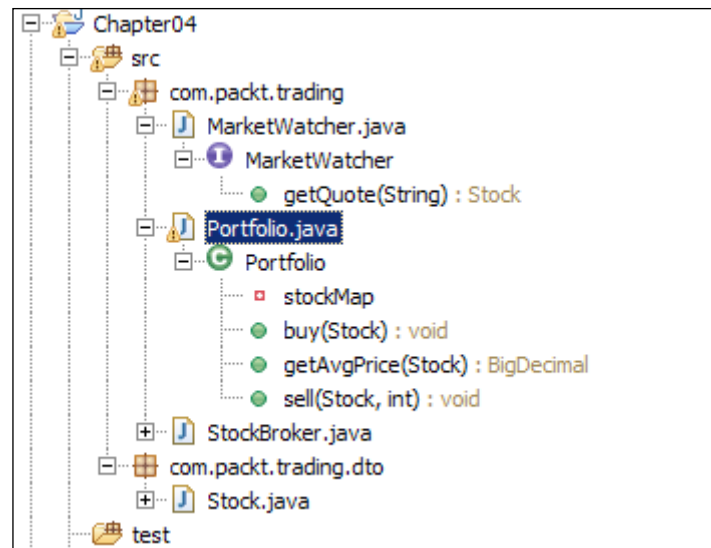 Chapter04
src
com.packt.trading
MarketWatcher.java
MarketWatcher
getQuote(String) : Stock
Portfolio.java
Portfolio
stockMap
buy(Stock) : void
getAvgPrice(Stock) : BigDecimal
sell(Stock, int) : void
StockBroker.java
com.packt.trading.dto
Stock.java
test